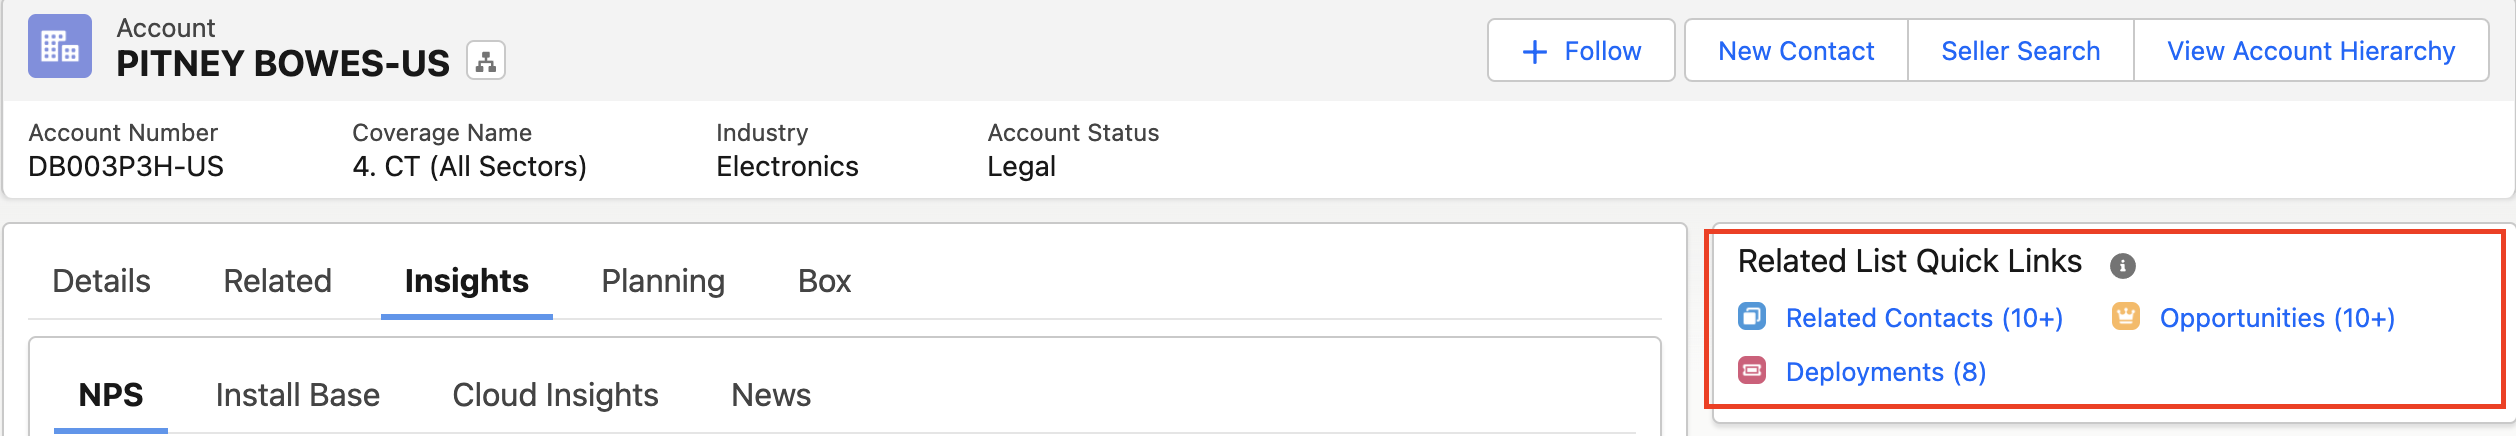 Account
PITNEY BOWES-US
Follow
New Contact
Seller Search
View Account Hierarchy
Account Number
DB003P3H-US
Coverage Name
4. CT (All Sectors)
Industry
Electronics
Account Status
Legal
Details
Related
Insights
Planning
Box
NPS
Install Base
Cloud Insights
News
Related List Quick Links
Related Contacts (10+)
Opportunities (10+)
Deployments (8)